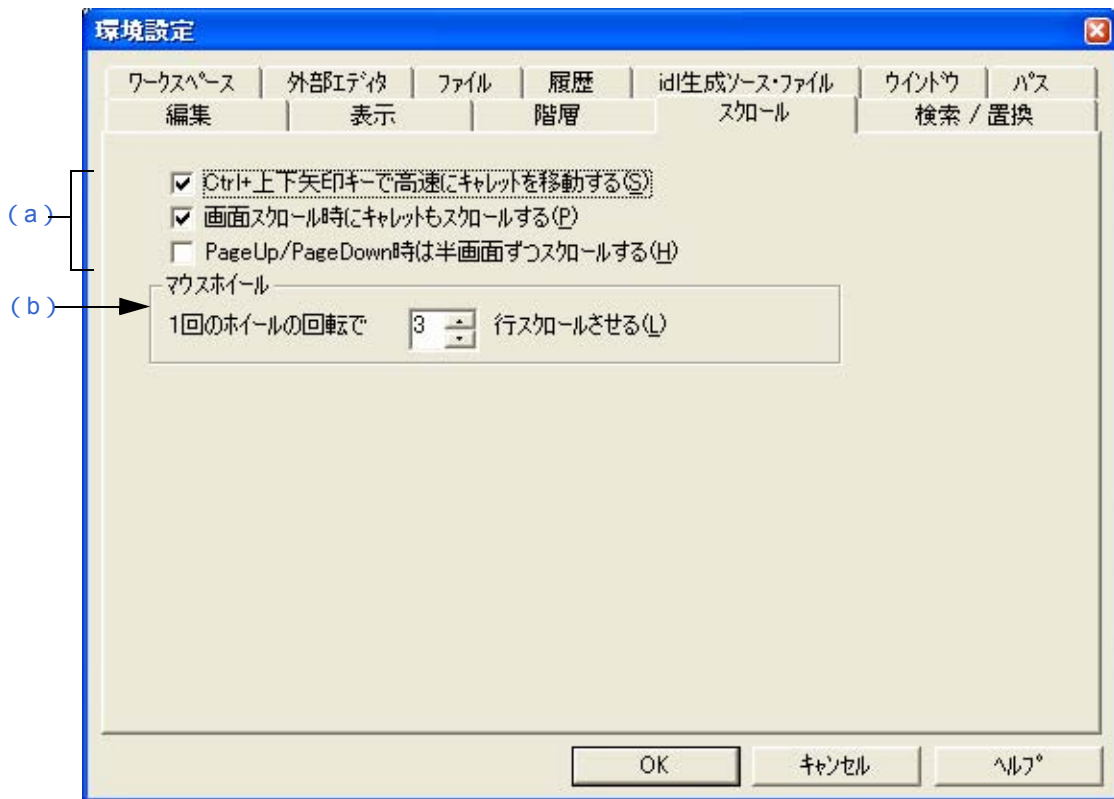 環境設定
ワークスペース 外部エディタ ファイル 履歴 idl生成ソース・ファイル ウインドウ パス
編集 表示 階層 スクロール 検索 / 置換
(a)
Ctrl+上下矢印キーで高速にキャレットを移動する(S)
画面スクロール時にキャレットもスクロールする(P)
PageUp/PageDown時は半画面ずつスクロールする(H)
マウスホイール
(b)
1回のホイールの回転で 3 行スクロールさせる(L)
OK キャンセル ヘルプ